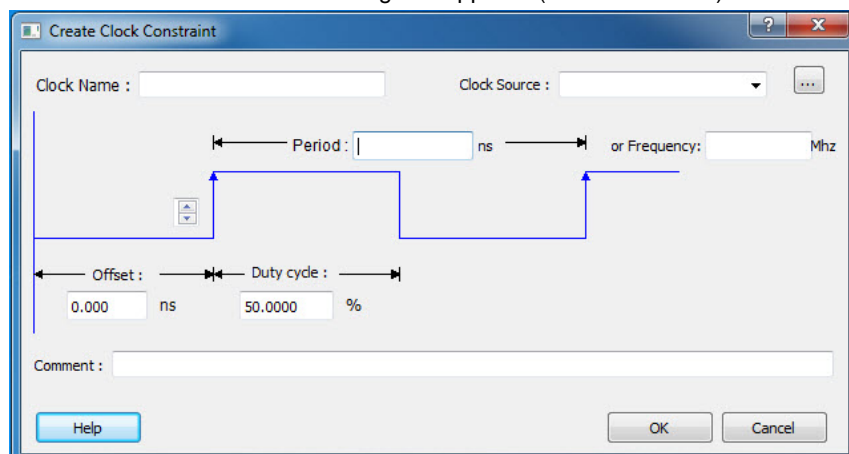 Create Clock Constraint
Clock Name :
Clock Source :
...
Period :
ns
or Frequency:
Mhz
Offset :
Duty cycle :
0.000
ns
50.0000
%
Comment :
Help
OK
Cancel